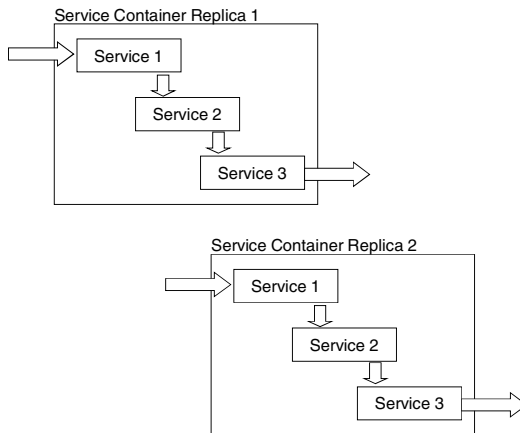 Service Container Replica 1
Service 1
Service 2
Service 3
Service Container Replica 2
Service 1
Service 2
Service 3